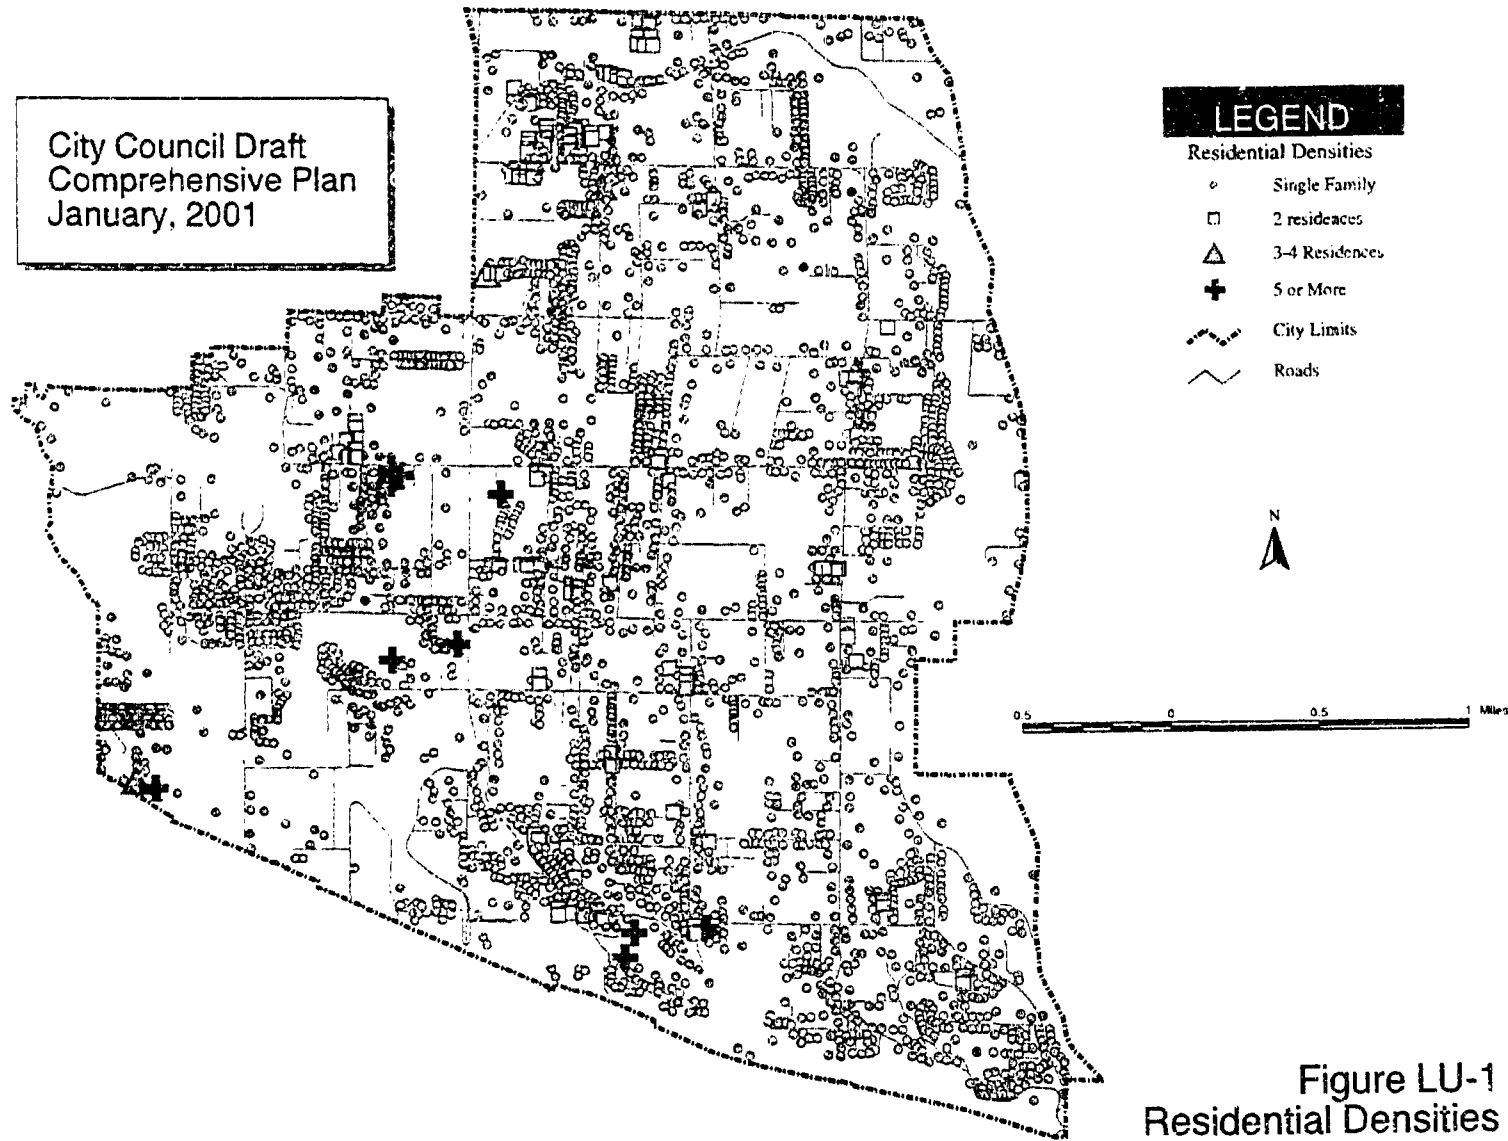 City Council Draft
Comprehensive Plan
January, 2001
LEGEND
Residential Densities
Single Family
2 residences
3-4 Residences
5 or More
City Limits
Roads
N
0.5 0 0.5 1 Miles
Figure LU-1
Residential Densities